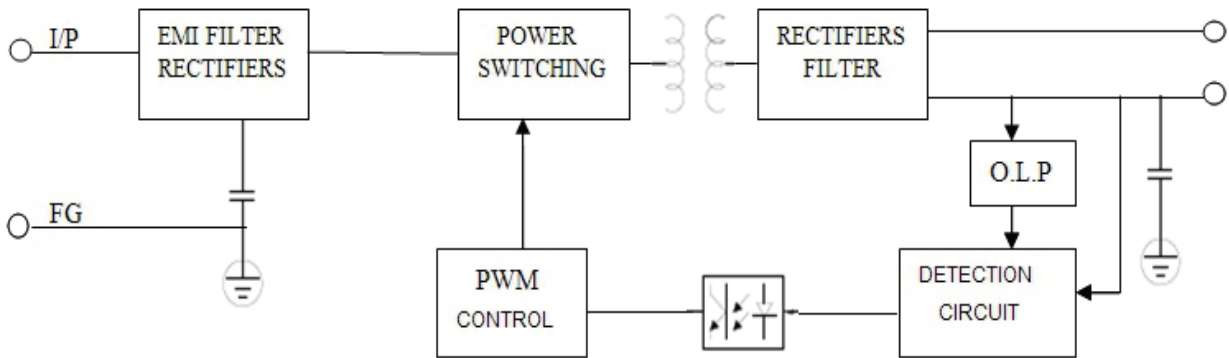 I/P
EMI FILTER
RECTIFIERS
POWER
SWITCHING
RECTIFIERS
FILTER
O.L.P
FG
PWM
CONTROL
DETECTION
CIRCUIT